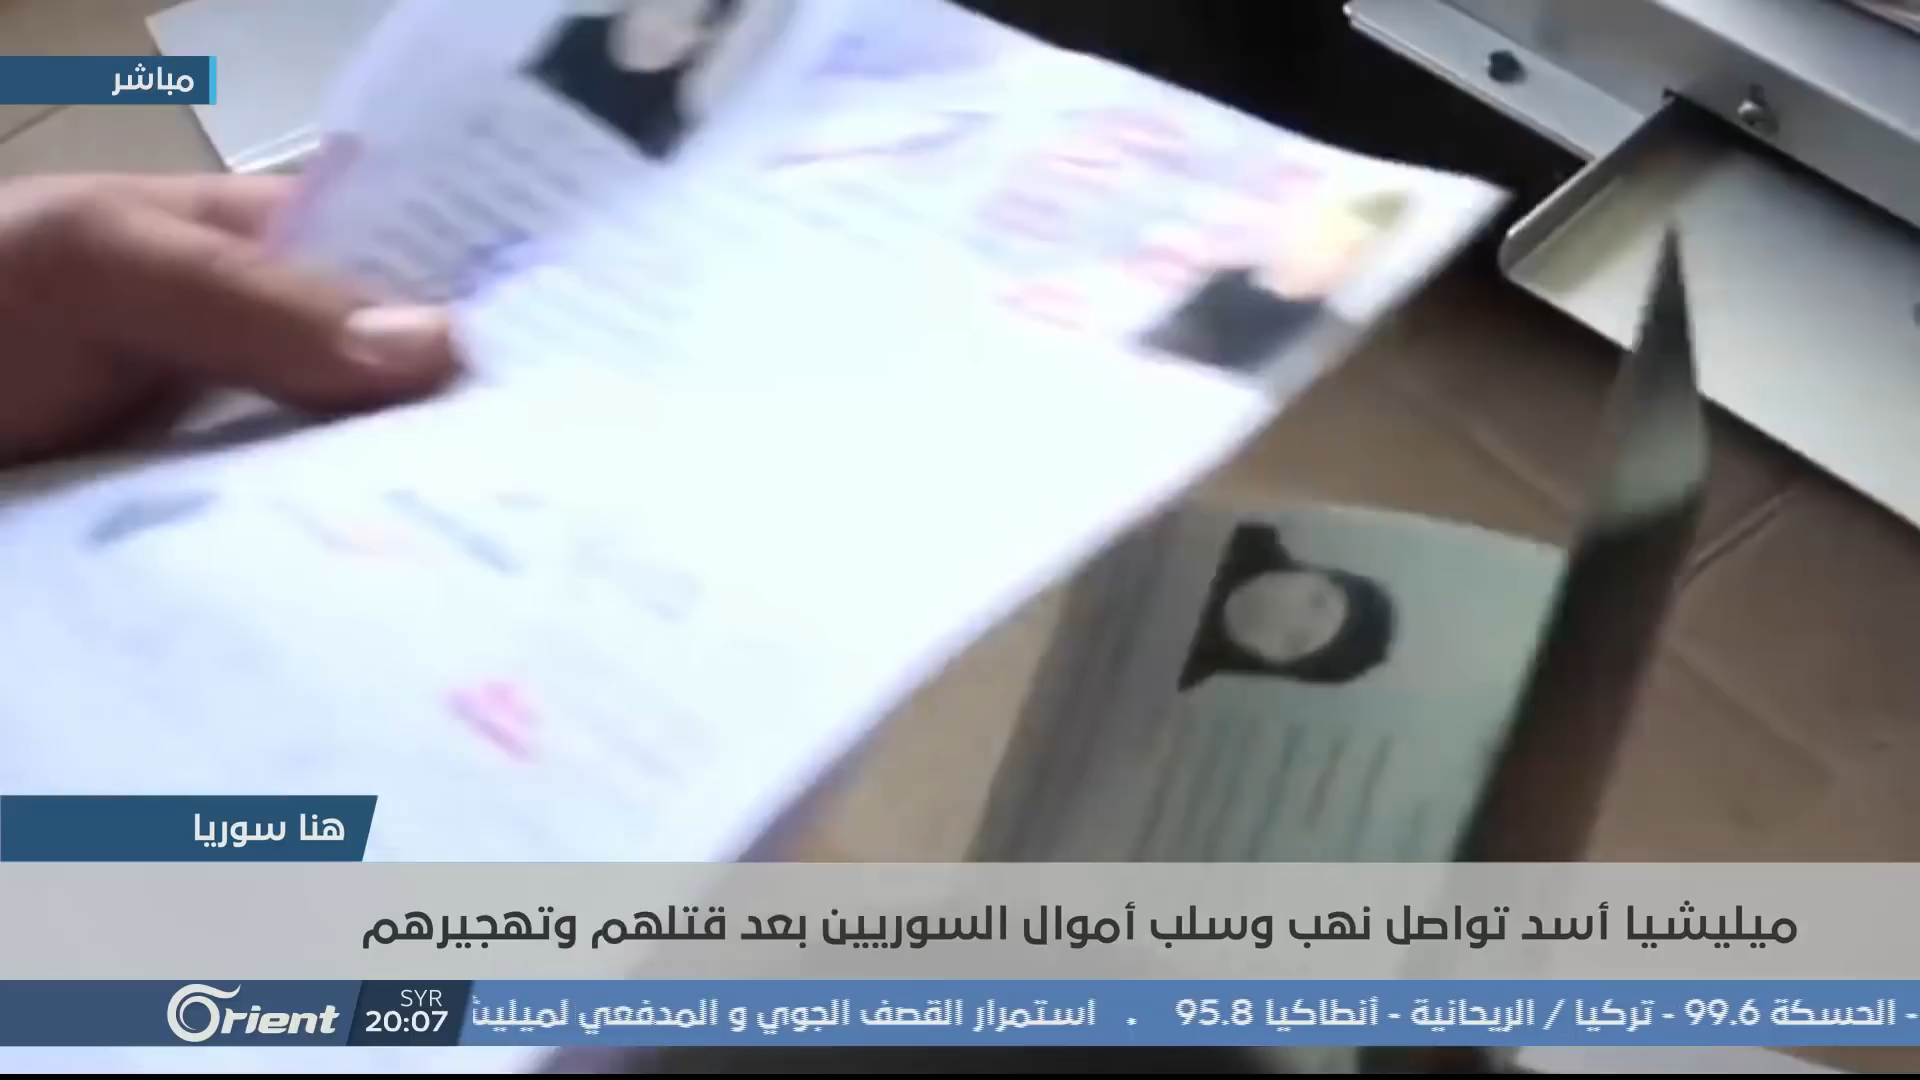 مباشر
هنا سوريا
ميليشيا أسد تواصل نهب وسلب أموال السوريين بعد قتلهم وتهجيرهم
- الحسكة 99.6 - تركيا / الريحانية - أنطاكيا 95.8 . استمرار القصف الجوي و المدفعي
SYR
20:07
Orient